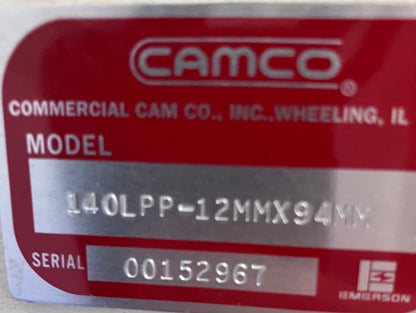 CAMCO®
COMMERCIAL CAM CO., INC., WHEELING, IL
MODEL
140LPP-12MMX94MM
SERIAL 00152967
EMERSON